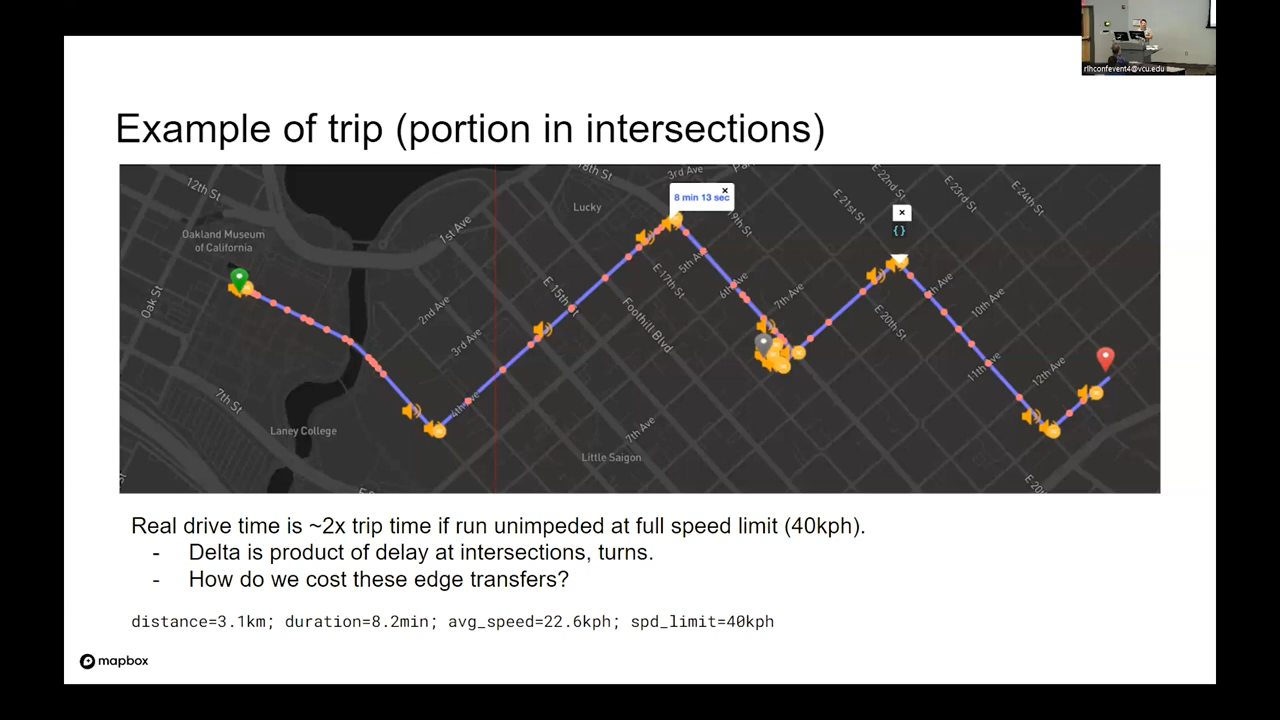 rlhconfevent4@vcu.edu
Example of trip (portion in intersections)
12th St
Oakland Museum
of California
Oak St
7th St
Laney College
1st Ave
2nd Ave
3rd Ave
4th Ave
Lucky
18th St
3rd Ave
8 min 13 sec
E 15th St
E 17th St
Foothill Blvd
5th Ave
6th Ave
7th Ave
7th Ave
Little Saigon
E 20th St
E 21st St
E 22nd St
E 23rd St
E 24th St
{}
10th Ave
11th Ave
12th Ave
Real drive time is ~2x trip time if run unimpeded at full speed limit (40kph).
- Delta is product of delay at intersections, turns.
- How do we cost these edge transfers?
distance=3.1km; duration=8.2min; avg_speed=22.6kph; spd_limit=40kph
mapbox